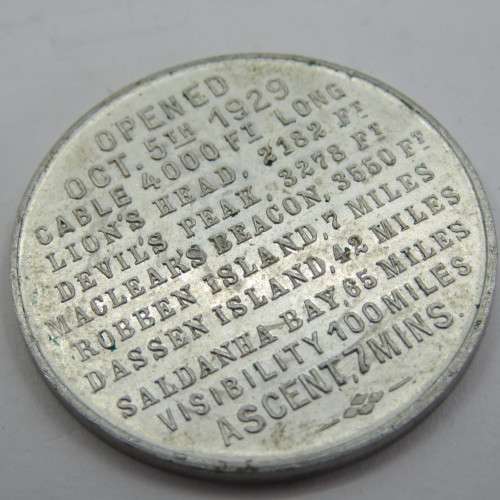 OPENED
OCT. 5TH 1929
CABLE 4000 FT LONG
LION'S HEAD, 2182 FT
DEVIL'S PEAK, 3278 FT
MACLEAKS BEACON, 3550 FT
ROBBEN ISLAND, 7 MILES
DASSEN ISLAND, 42 MILES
SALDANHA BAY, 65 MILES
VISIBILITY 100 MILES
ASCENT, 7 MINS.